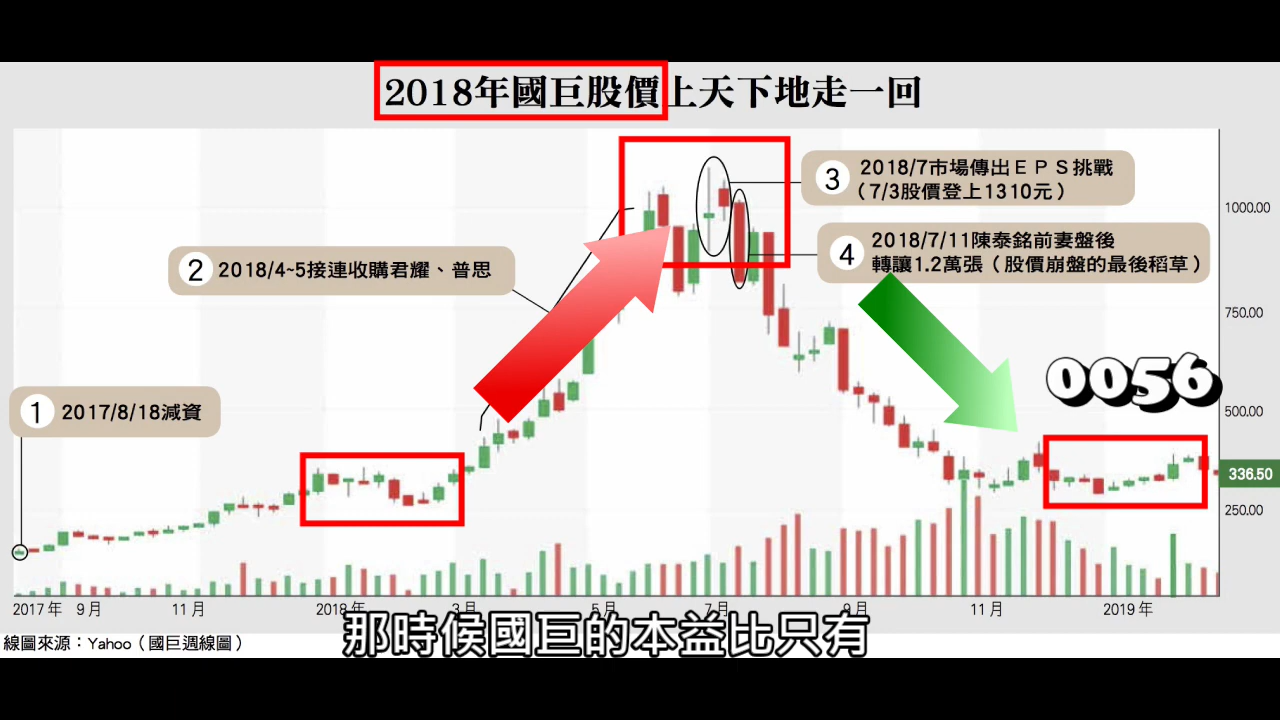 2018年國巨股價上天下地走一回
3 2018/7市場傳出ＥＰＳ挑戰
（7/3股價登上1310元）
4 2018/7/11陳泰銘前妻盤後
轉讓1.2萬張（股價崩盤的最後稻草）
2 2018/4~5接連收購君耀、普思
1 2017/8/18減資
0056
1000.00
750.00
500.00
336.50
250.00
2017年 9月 11月 2018年 3月 5月 7月 9月 11月 2019年
線圖來源：Yahoo（國巨週線圖）
那時候國巨的本益比只有